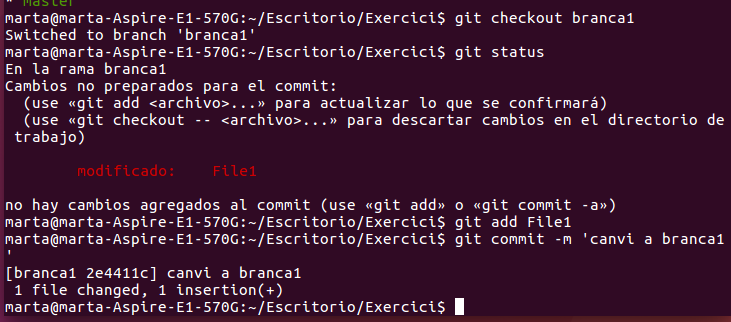 * master
marta@marta-Aspire-E1-570G:~/Escritorio/Exercici$ git checkout branca1
Switched to branch 'branca1'
marta@marta-Aspire-E1-570G:~/Escritorio/Exercici$ git status
En la rama branca1
Cambios no preparados para el commit:
  (use «git add <archivo>...» para actualizar lo que se confirmará)
  (use «git checkout -- <archivo>...» para descartar cambios en el directorio de
 trabajo)
        modificado:    File1
no hay cambios agregados al commit (use «git add» o «git commit -a»)
marta@marta-Aspire-E1-570G:~/Escritorio/Exercici$ git add File1
marta@marta-Aspire-E1-570G:~/Escritorio/Exercici$ git commit -m 'canvi a branca1
'
[branca1 2e4411c] canvi a branca1
 1 file changed, 1 insertion(+)
marta@marta-Aspire-E1-570G:~/Escritorio/Exercici$